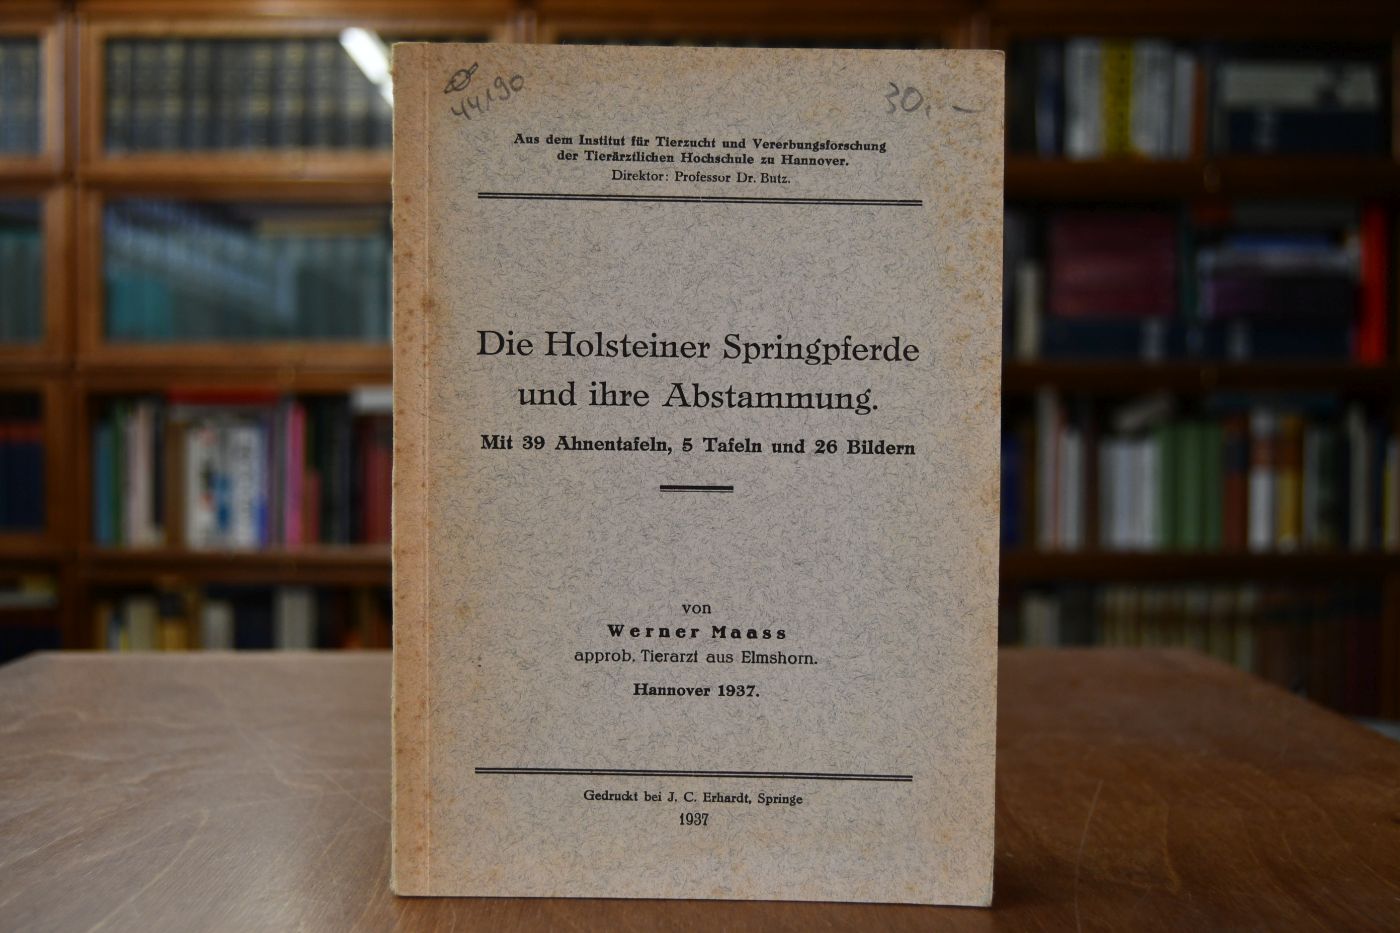 44190
30,-
Aus dem Institut für Tierzucht und Vererbungsforschung
der Tierärztlichen Hochschule zu Hannover.
Direktor: Professor Dr. Butz.
Die Holsteiner Springpferde
und ihre Abstammung.
Mit 39 Ahnentafeln, 5 Tafeln und 26 Bildern
von
Werner Maass
approb. Tierarzt aus Elmshorn.
Hannover 1937.
Gedruckt bei J. C. Erhardt, Springe
1937